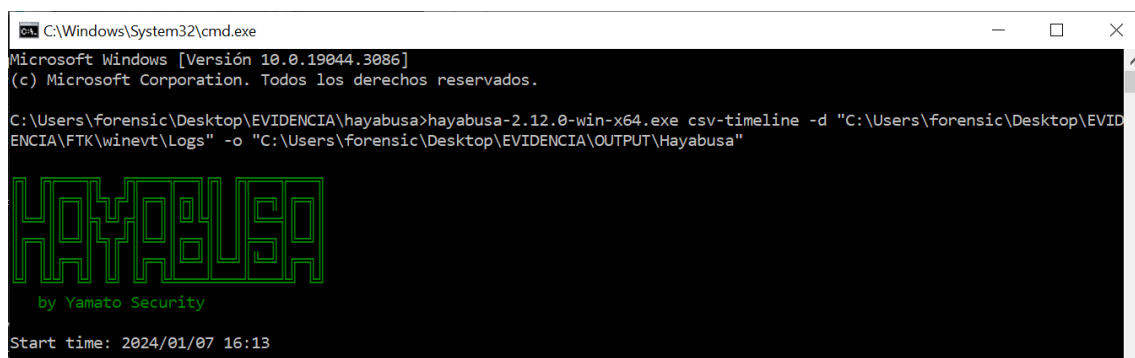 C:\Windows\System32\cmd.exe
Microsoft Windows [Versión 10.0.19044.3086]
(c) Microsoft Corporation. Todos los derechos reservados.
C:\Users\forensic\Desktop\EVIDENCIA\hayabusa>hayabusa-2.12.0-win-x64.exe csv-timeline -d "C:\Users\forensic\Desktop\EVID
ENCIA\FTK\winevt\Logs" -o "C:\Users\forensic\Desktop\EVIDENCIA\OUTPUT\Hayabusa"
HAYABUSA
by Yamato Security
Start time: 2024/01/07 16:13